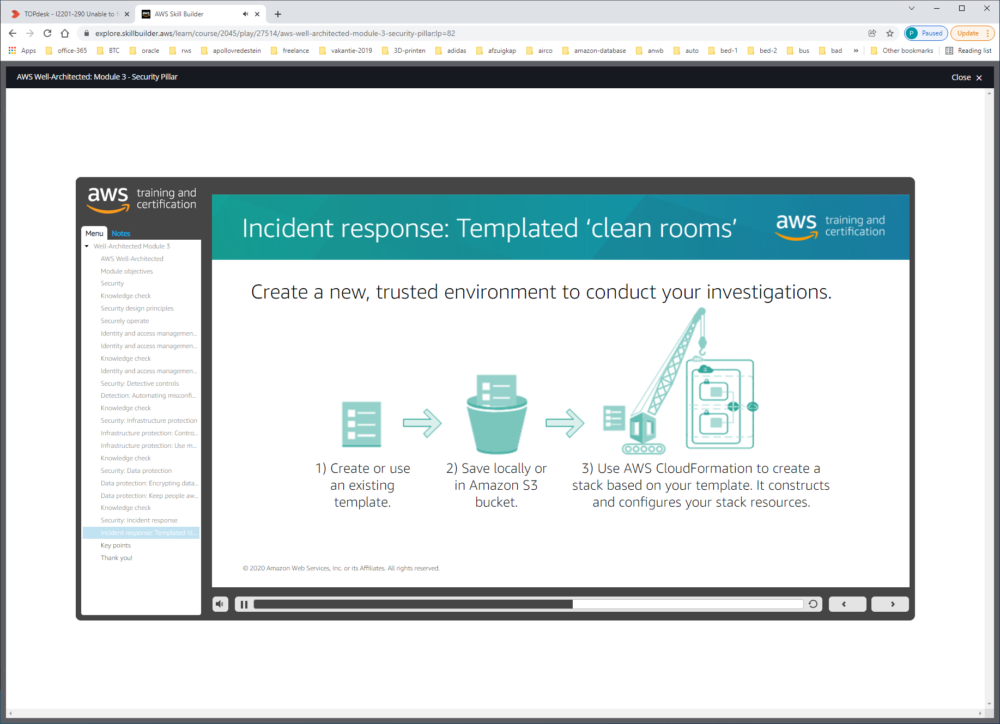 TOPdesk - I2201-290 Unable to f
AWS Skill Builder
explore.skillbuilder.aws/learn/course/2045/play/27514/aws-well-architected-module-3-security-pillar;lp=82
P Paused
Update
Apps office-365 BTC oracle rws apollovredestein freelance vakantie-2019 3D-printen adidas afzuigkap airco amazon-database anwb auto bed-1 bed-2 bus bad » Other bookmarks Reading list
AWS Well-Architected: Module 3 - Security Pillar
Close
aws training and
certification
Menu Notes
Well-Architected Module 3
AWS Well-Architected
Module objectives
Security
Knowledge check
Security design principles
Securely operate
Identity and access managemen...
Identity and access managemen...
Knowledge check
Identity and access managemen...
Security: Detective controls
Detection: Automating misconfi...
Knowledge check
Security: Infrastructure protection
Infrastructure protection: Contro...
Infrastructure protection: Use m...
Knowledge check
Security: Data protection
Data protection: Encrypting data...
Data protection: Keep people aw...
Knowledge check
Security: Incident response
Incident response: Templated 'cl...
Key points
Thank you!
Incident response: Templated ‘clean rooms’
aws training and
certification
Create a new, trusted environment to conduct your investigations.
1) Create or use
an existing
template.
2) Save locally or
in Amazon S3
bucket.
3) Use AWS CloudFormation to create a
stack based on your template. It constructs
and configures your stack resources.
© 2020 Amazon Web Services, Inc. or its Affiliates. All rights reserved.